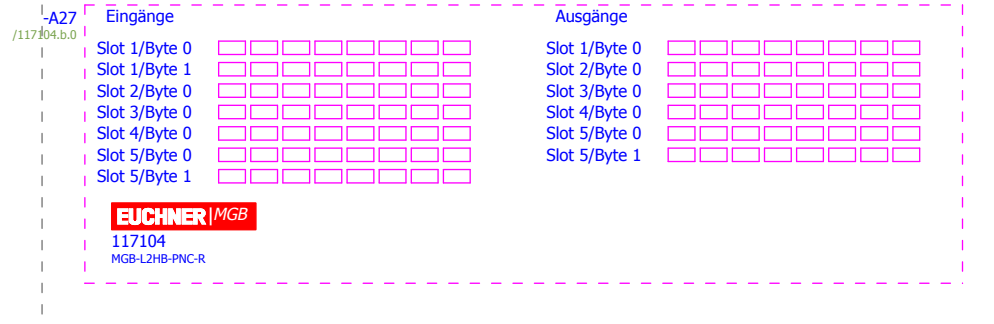 -A27
/117104.b.0
Eingänge
Slot 1/Byte 0
Slot 1/Byte 1
Slot 2/Byte 0
Slot 3/Byte 0
Slot 4/Byte 0
Slot 5/Byte 0
Slot 5/Byte 1
Ausgänge
Slot 1/Byte 0
Slot 2/Byte 0
Slot 3/Byte 0
Slot 4/Byte 0
Slot 5/Byte 0
Slot 5/Byte 1
EUCHNER|MGB
117104
MGB-L2HB-PNC-R